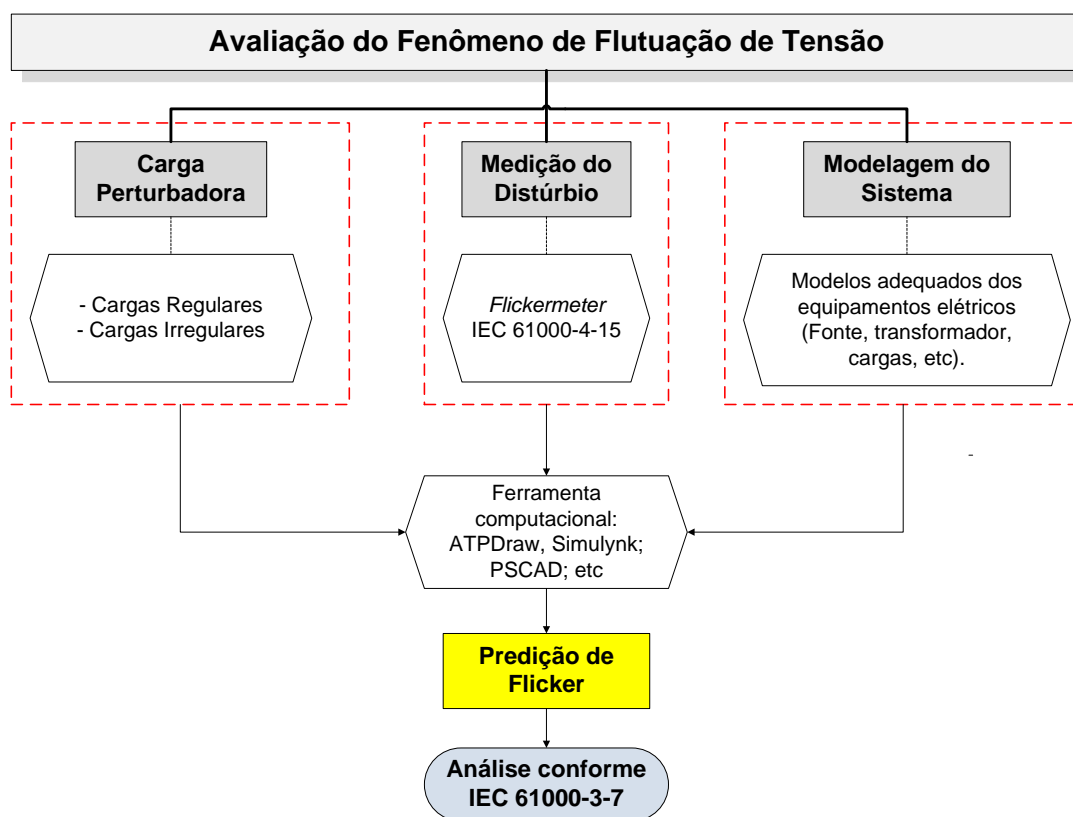 Avaliação do Fenômeno de Flutuação de Tensão
Carga
Perturbadora
- Cargas Regulares
- Cargas Irregulares
Medição do
Distúrbio
Flickermeter
IEC 61000-4-15
Modelagem do
Sistema
Modelos adequados dos
equipamentos elétricos
(Fonte, transformador,
cargas, etc).
-
Ferramenta
computacional:
ATPDraw, Simulynk;
PSCAD; etc
Predição de
Flicker
Análise conforme
IEC 61000-3-7